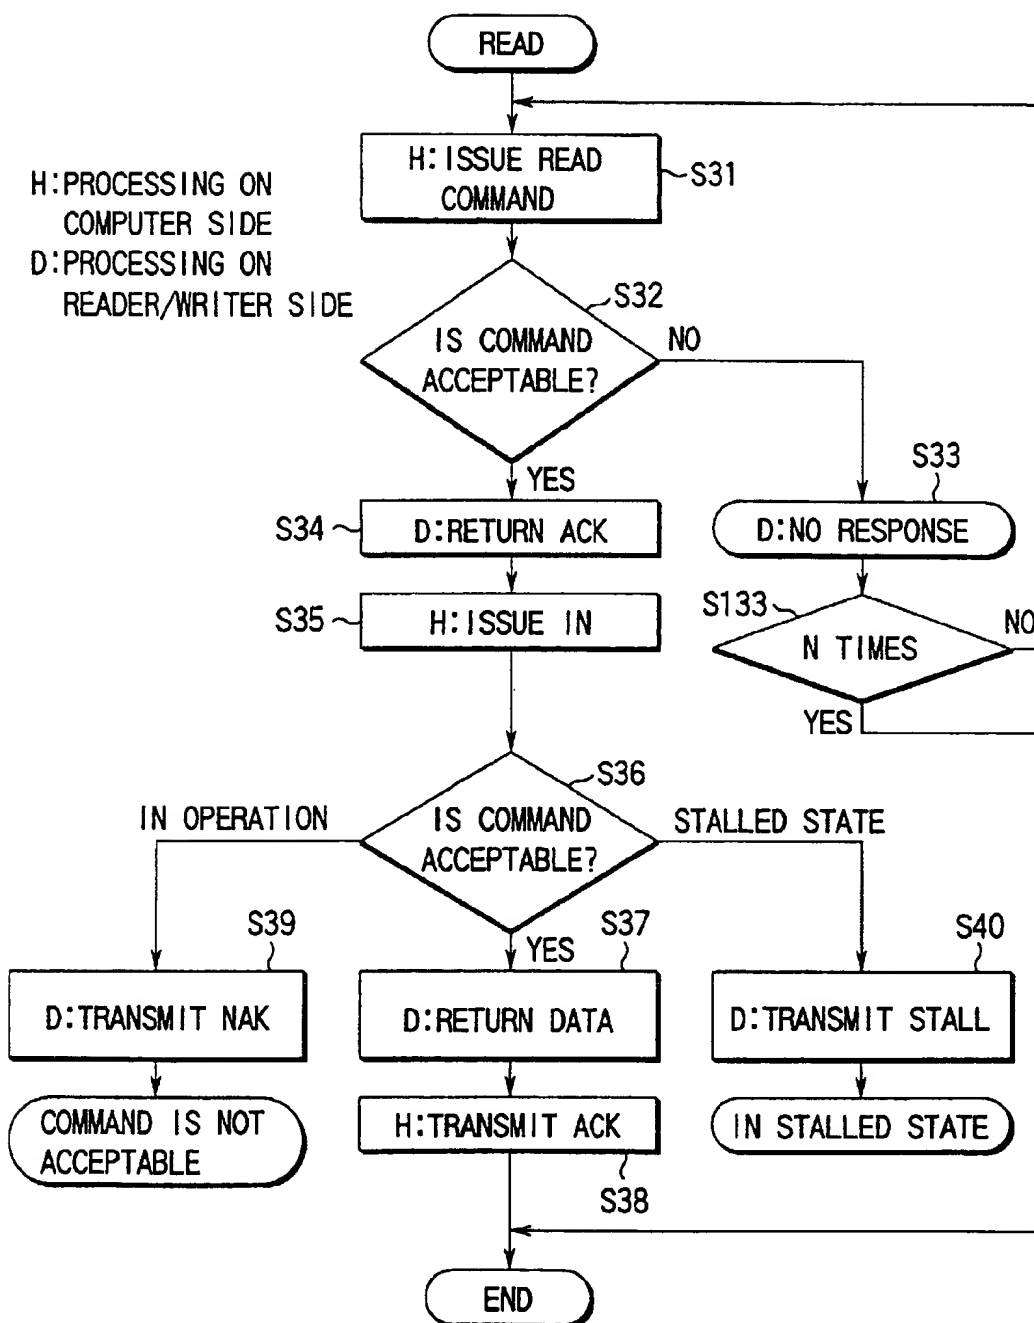 READ
H:ISSUE READ
COMMAND
S31
H:PROCESSING ON
COMPUTER SIDE
D:PROCESSING ON
READER/WRITER SIDE
S32
IS COMMAND
ACCEPTABLE?
NO
YES
S33
S34
D:RETURN ACK
D:NO RESPONSE
S35
H:ISSUE IN
S133
N TIMES
NO
YES
S36
IN OPERATION
IS COMMAND
ACCEPTABLE?
STALLED STATE
YES
S39
S37
S40
D:TRANSMIT NAK
D:RETURN DATA
D:TRANSMIT STALL
COMMAND IS NOT
ACCEPTABLE
H:TRANSMIT ACK
IN STALLED STATE
S38
END